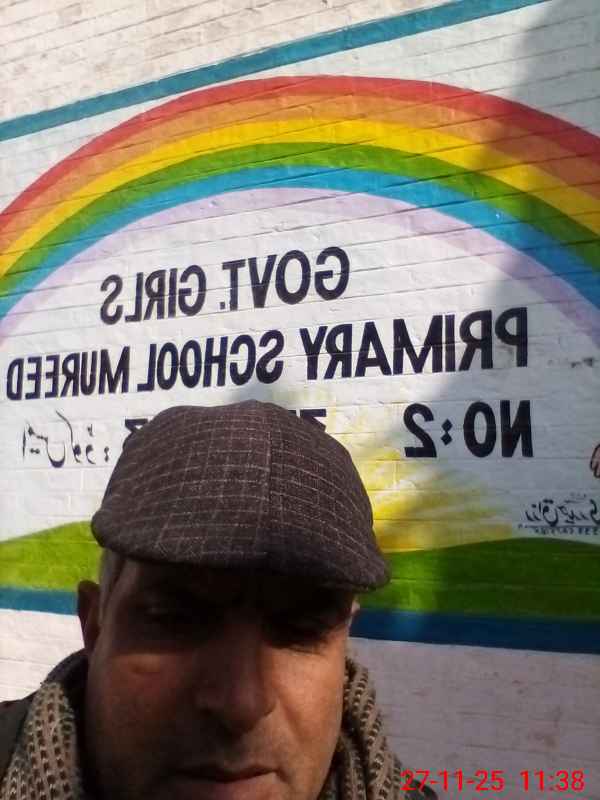 GOVT. GIRLS
PRIMARY SCHOOL MUREED
NO:2
27-11-25 11:38